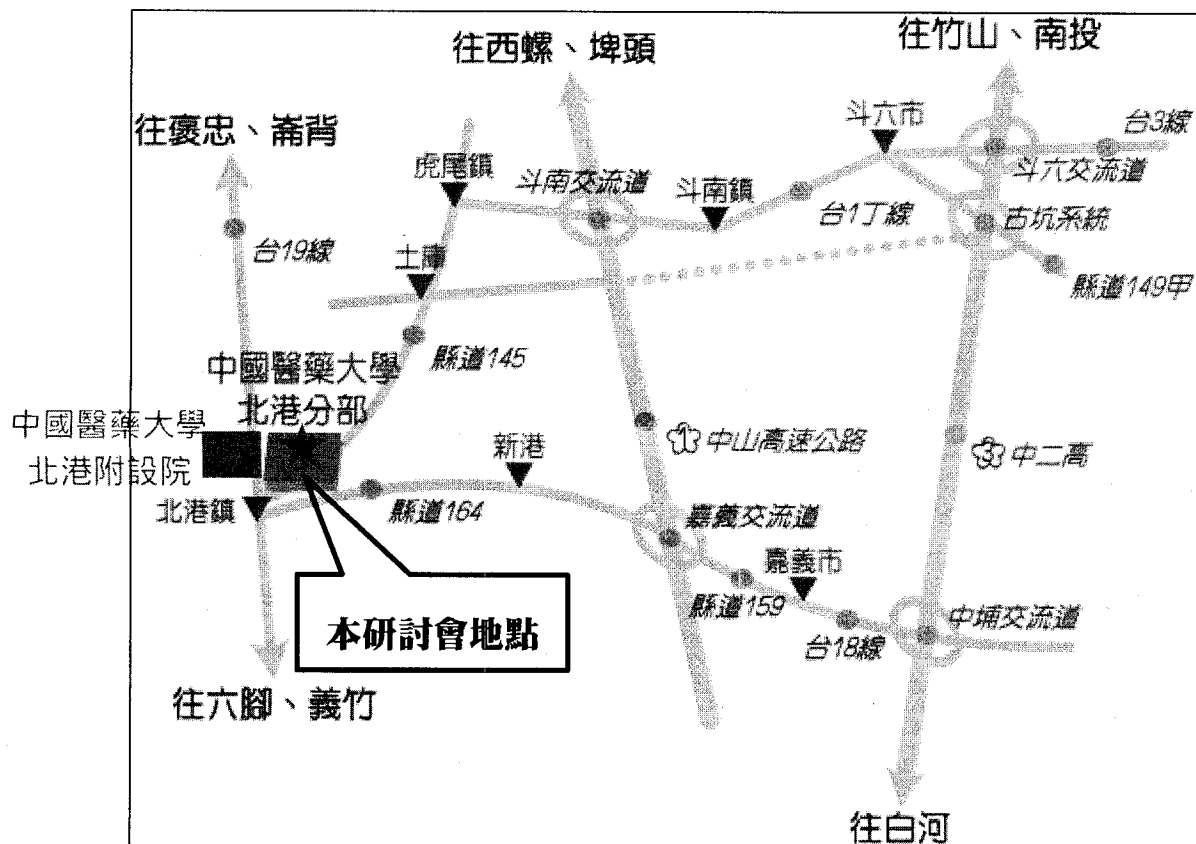 往西螺、埤頭
往竹山、南投
往褒忠、崙背
斗六市
台3線
虎尾鎮
斗南交流道
斗南鎮
斗六交流道
台1丁線
古坑系統
台19線
土庫
縣道149甲
縣道145
中國醫藥大學
北港分部
中國醫藥大學
北港附設院
新港
1 中山高速公路
3 中二高
北港鎮
縣道164
嘉義交流道
嘉義市
縣道159
本研討會地點
台18線
中埔交流道
往六腳、義竹
往白河